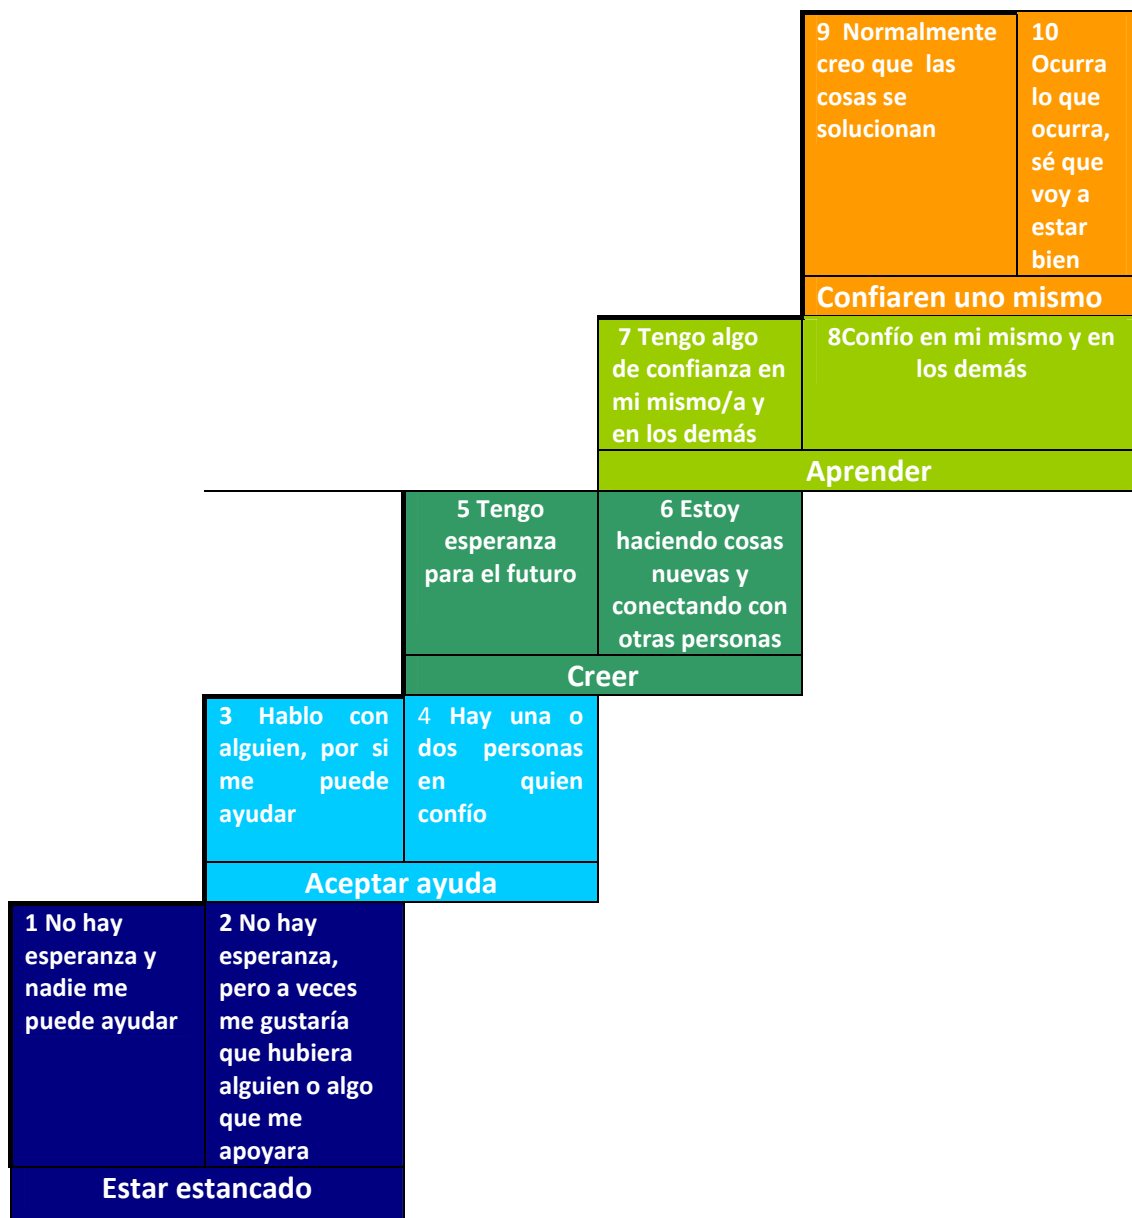 9 Normalmente
creo que las
cosas se
solucionan
10
Ocurra
lo que
ocurra,
sé que
voy a
estar
bien
Confiaren uno mismo
7 Tengo algo
de confianza en
mi mismo/a y
en los demás
8Confío en mi mismo y en
los demás
Aprender
5 Tengo
esperanza
para el futuro
6 Estoy
haciendo cosas
nuevas y
conectando con
otras personas
Creer
3 Hablo con
alguien, por si
me puede
ayudar
4 Hay una o
dos personas
en quien
confío
Aceptar ayuda
1 No hay
esperanza y
nadie me
puede ayudar
2 No hay
esperanza,
pero a veces
me gustaría
que hubiera
alguien o algo
que me
apoyara
Estar estancado